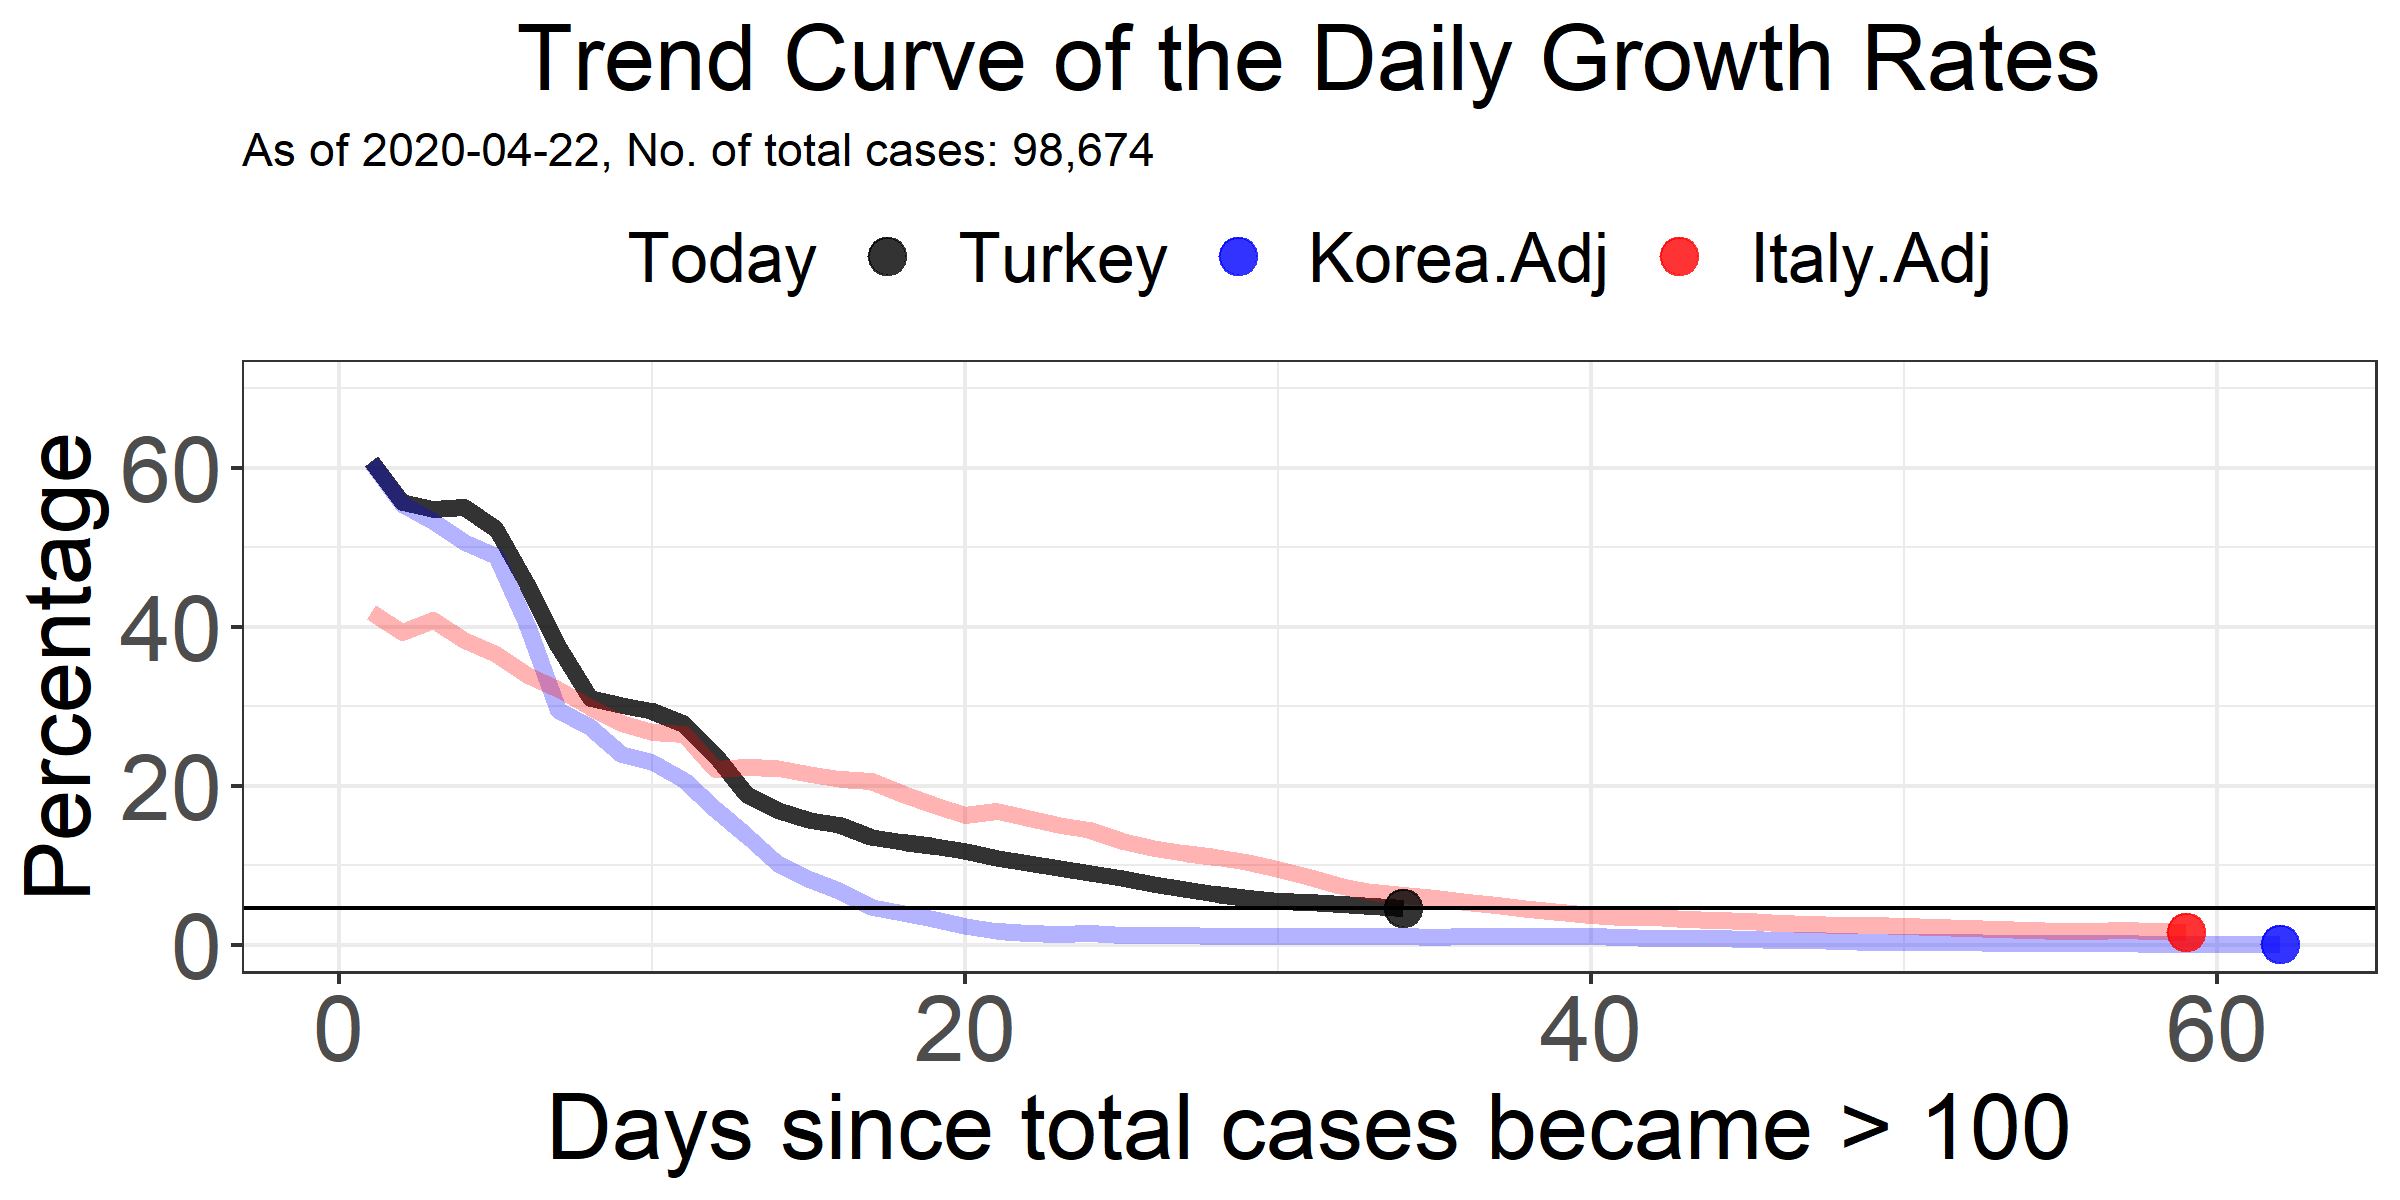 Trend Curve of the Daily Growth Rates
As of 2020-04-22, No. of total cases: 98,674
Today Turkey Korea.Adj Italy.Adj
Percentage
60
40
20
0
0 20 40 60
Days since total cases became > 100